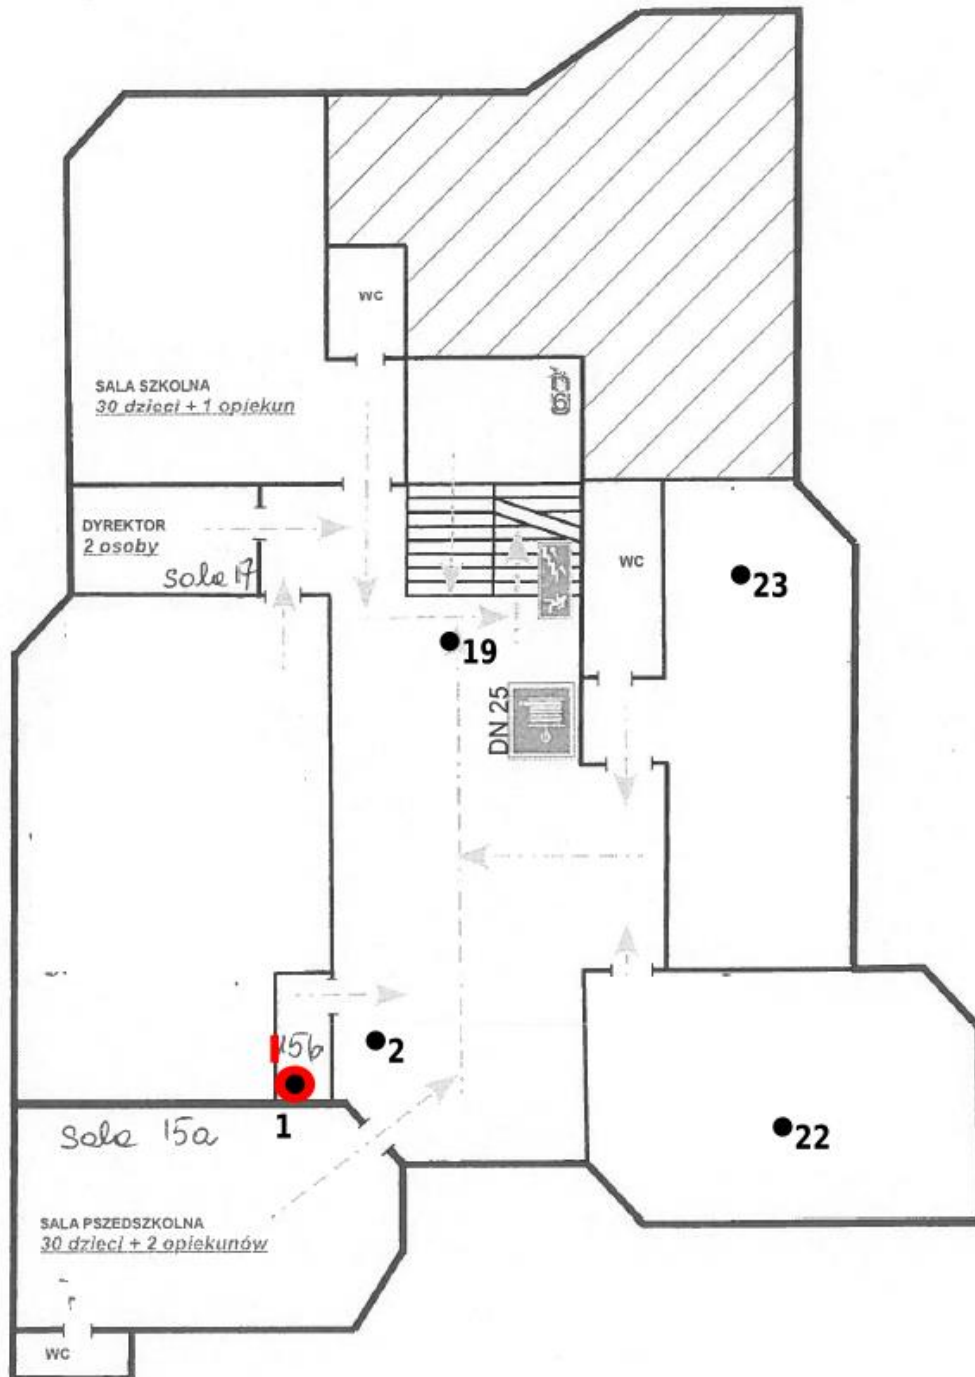 WC
SALA SZKOLNA
30 dzieci + 1 opiekun
DYREKTOR
2 osoby
sala 17
WC
23
19
DN 25
15b
2
1
Sala 15a
22
SALA PSZEDSZKOLNA
30 dzieci + 2 opiekunów
WC